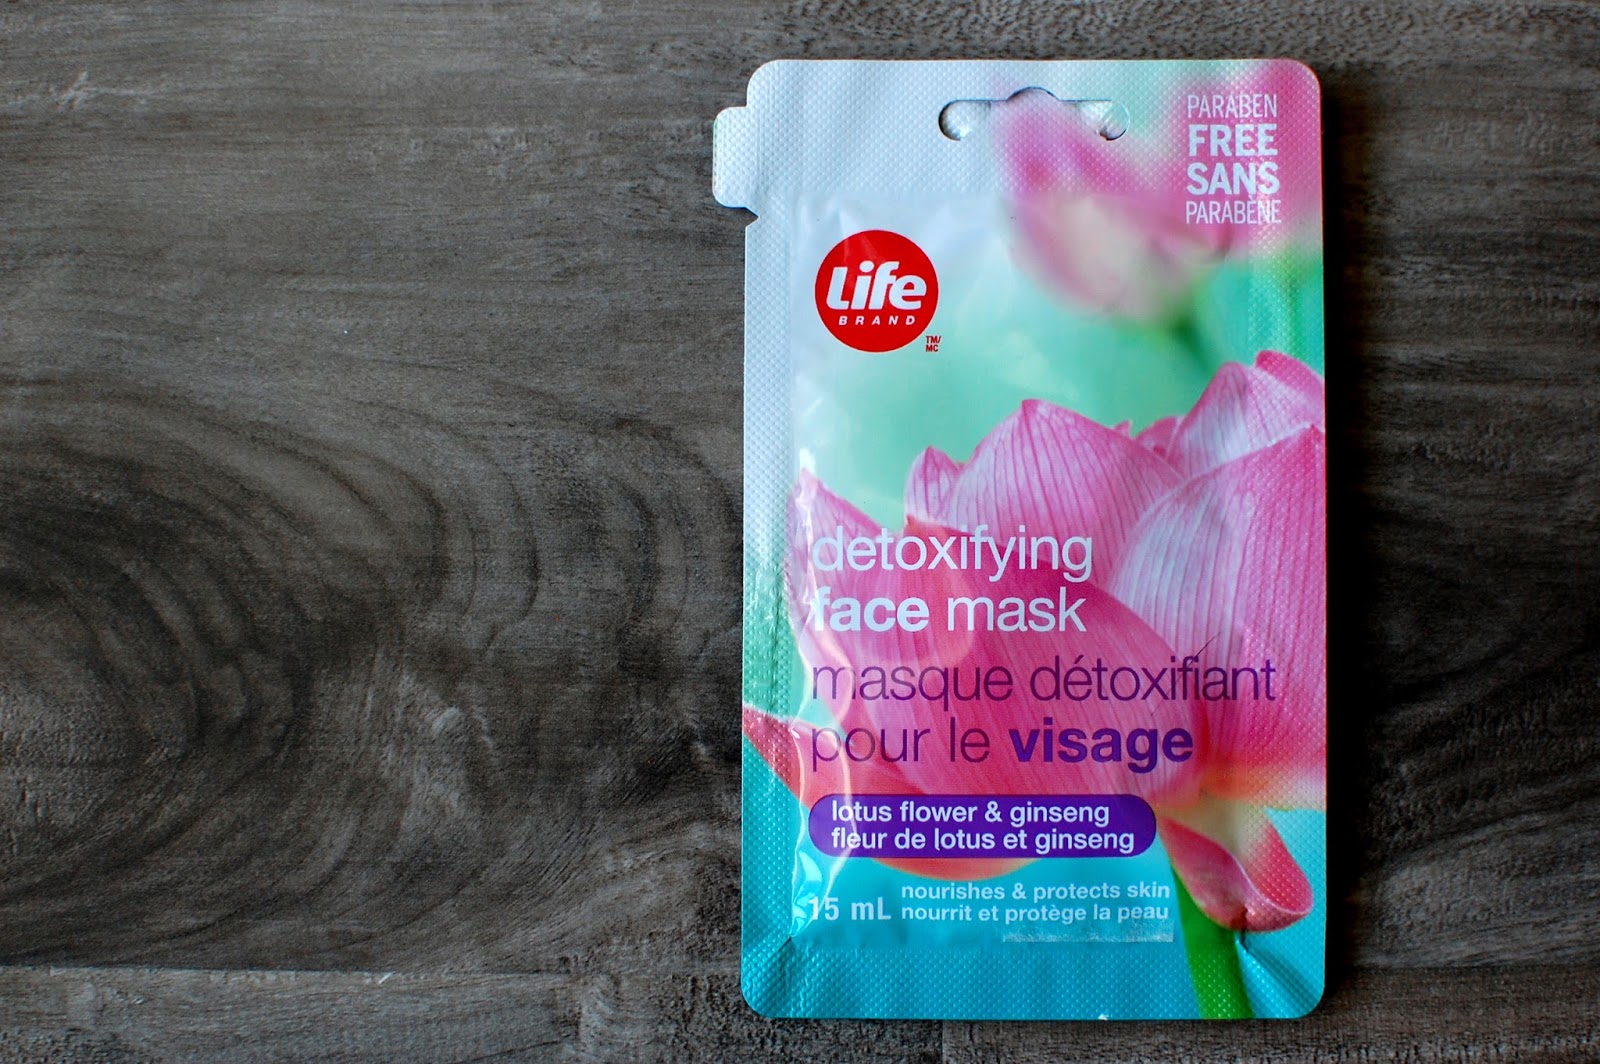 PARABEN
FREE
SANS
PARABÈNE
Life
BRAND
TM/
MC
detoxifying
face mask
masque détoxifiant
pour le visage
lotus flower & ginseng
fleur de lotus et ginseng
nourishes & protects skin
15 mL nourrit et protège la peau